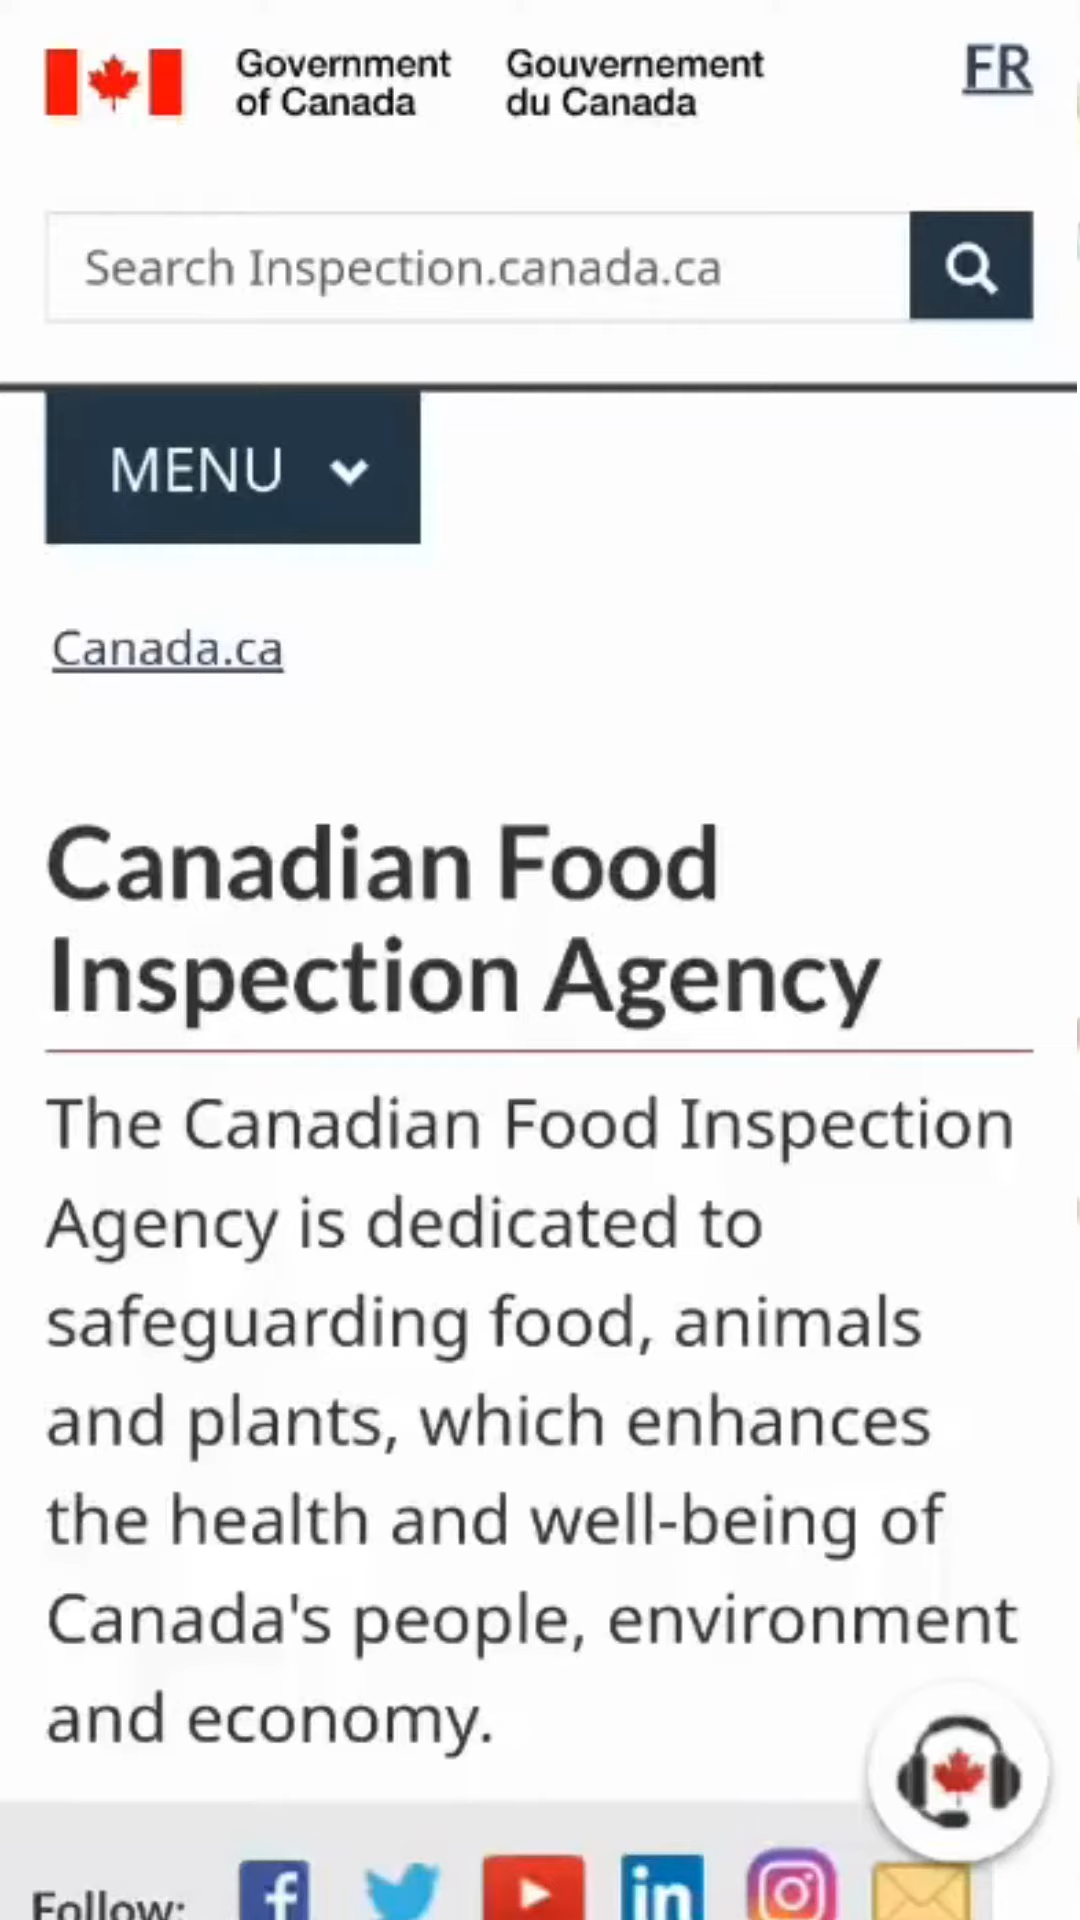 Government
of Canada
Gouvernement
du Canada
FR
Search Inspection.canada.ca
MENU
Canada.ca
Canadian Food
Inspection Agency
The Canadian Food Inspection
Agency is dedicated to
safeguarding food, animals
and plants, which enhances
the health and well-being of
Canada's people, environment
and economy.
Follow: